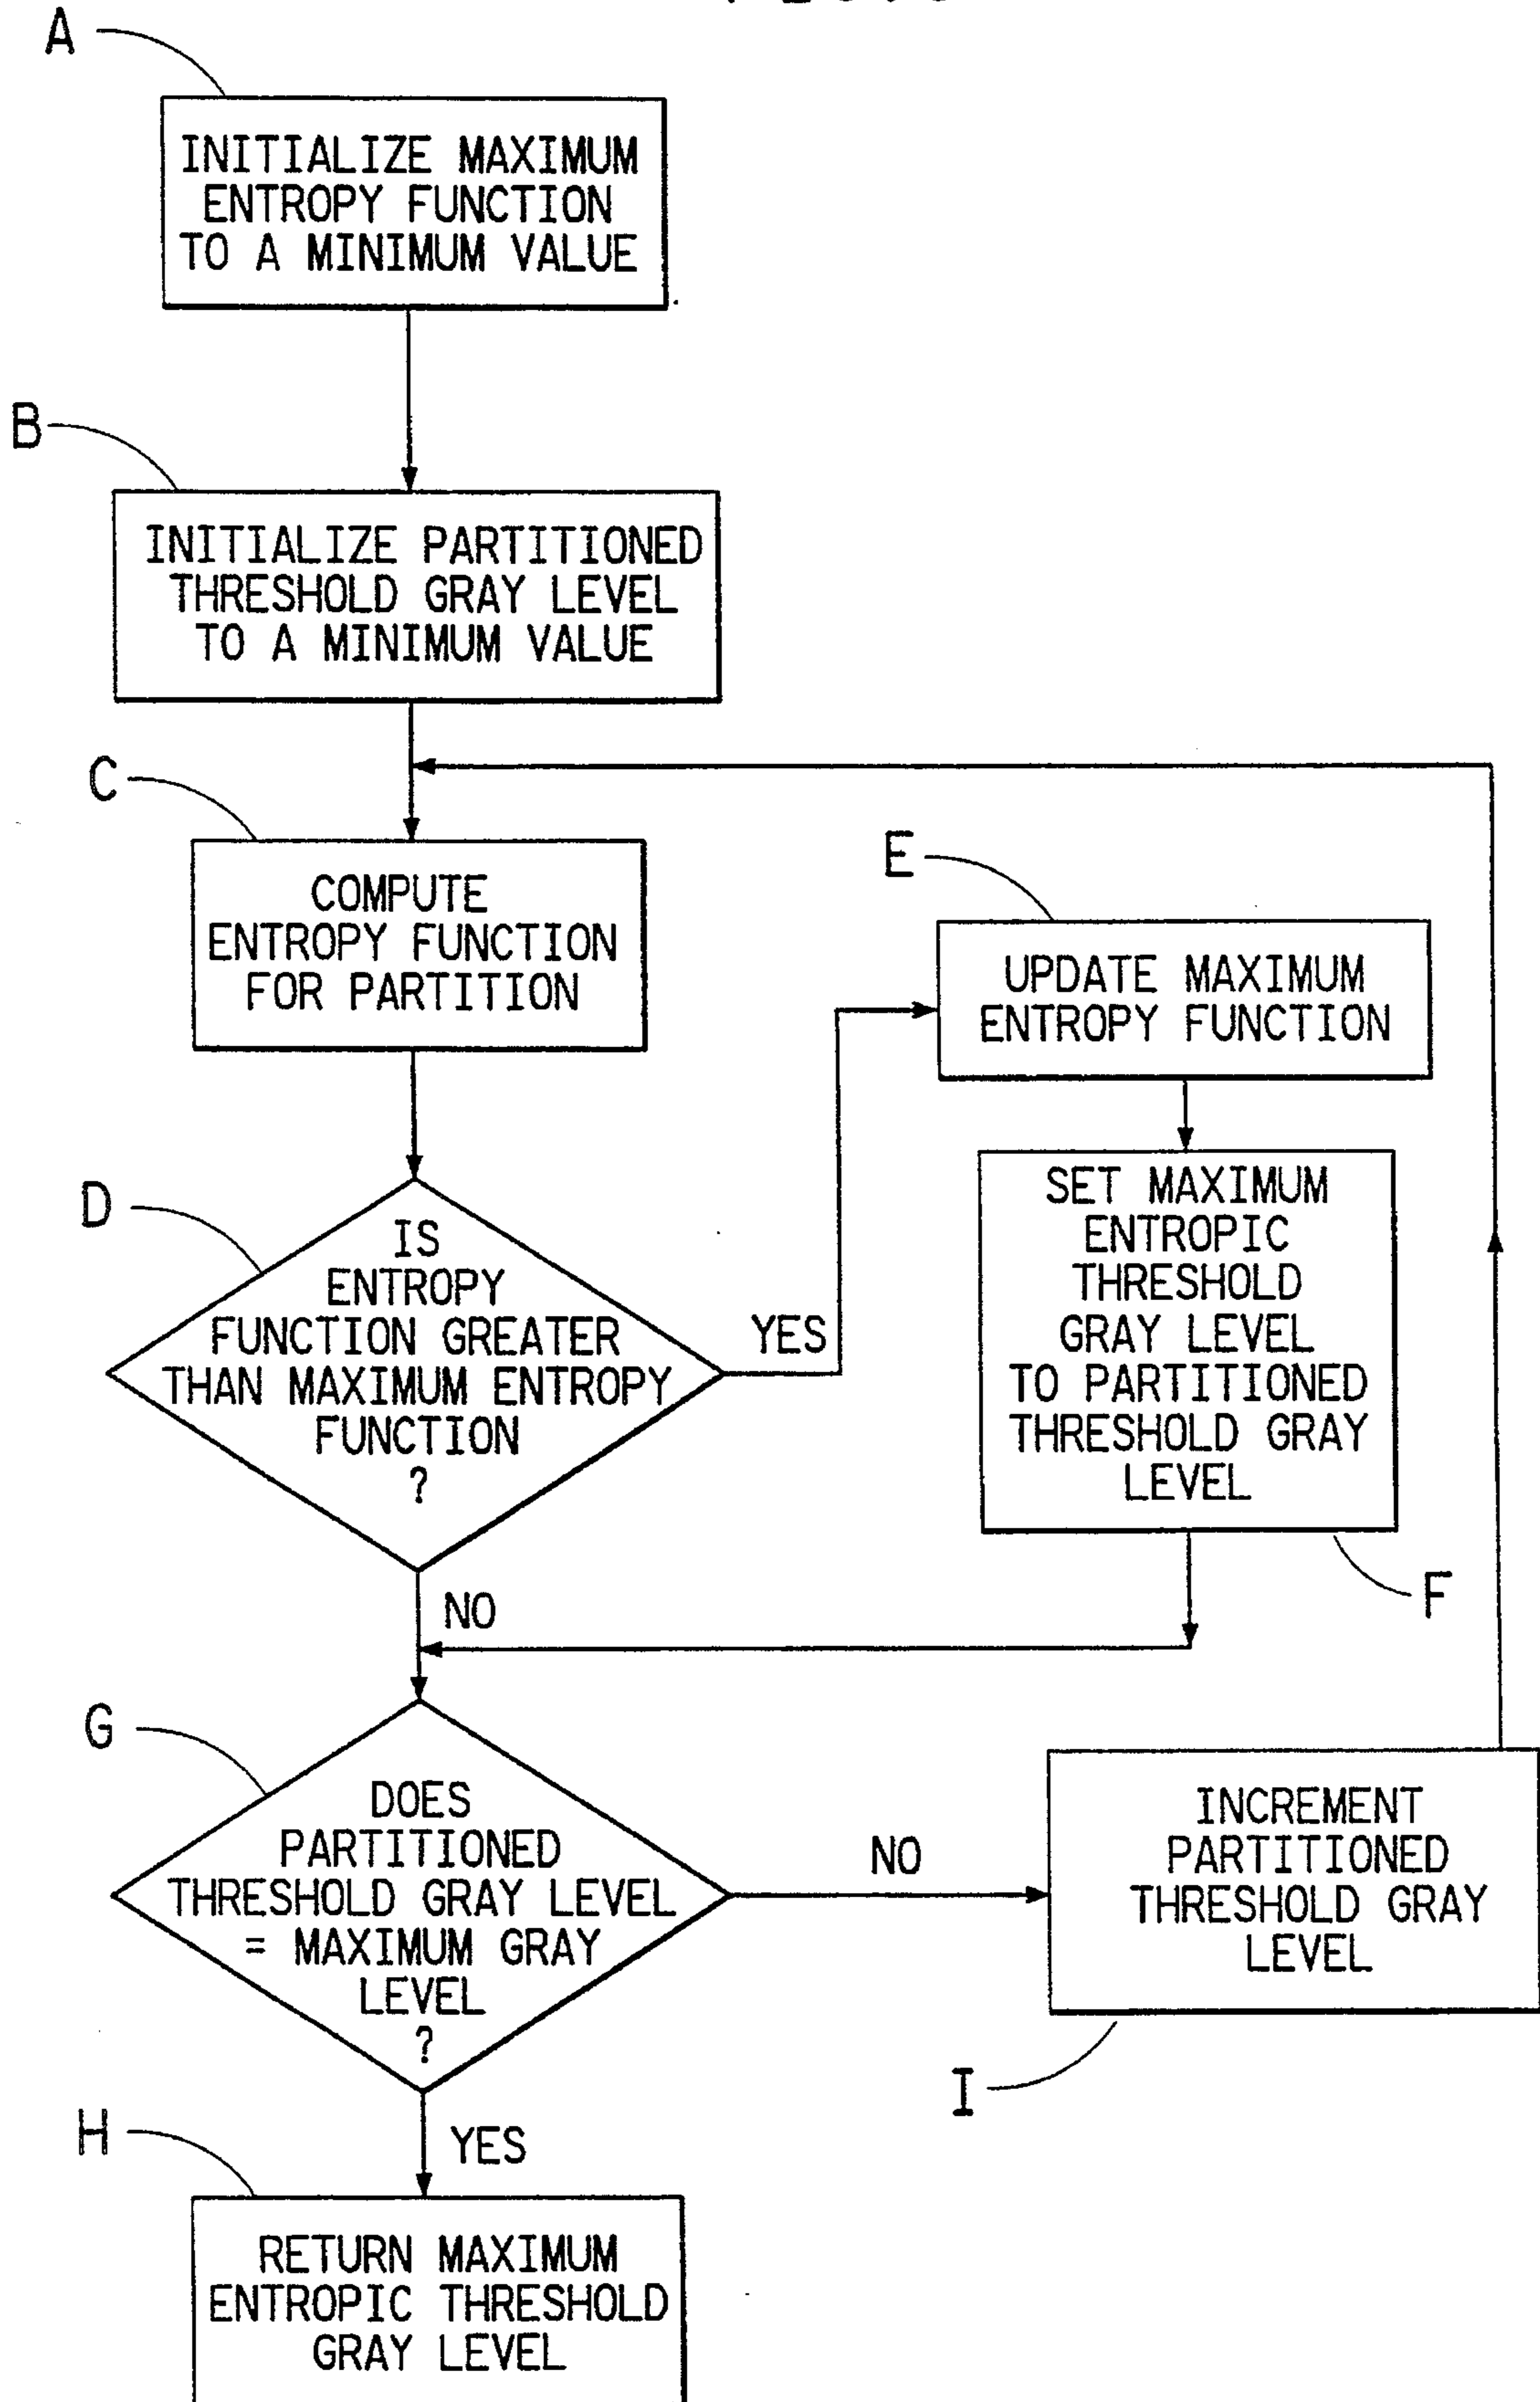 A
INITIALIZE MAXIMUM
ENTROPY FUNCTION
TO A MINIMUM VALUE
B
INITIALIZE PARTITIONED
THRESHOLD GRAY LEVEL
TO A MINIMUM VALUE
C
COMPUTE
ENTROPY FUNCTION
FOR PARTITION
E
UPDATE MAXIMUM
ENTROPY FUNCTION
D
IS
ENTROPY
FUNCTION GREATER
THAN MAXIMUM ENTROPY
FUNCTION
?
YES
SET MAXIMUM
ENTROPIC
THRESHOLD
GRAY LEVEL
TO PARTITIONED
THRESHOLD GRAY
LEVEL
F
NO
G
DOES
PARTITIONED
THRESHOLD GRAY LEVEL
= MAXIMUM GRAY
LEVEL
?
NO
INCREMENT
PARTITIONED
THRESHOLD GRAY
LEVEL
I
YES
H
RETURN MAXIMUM
ENTROPIC THRESHOLD
GRAY LEVEL